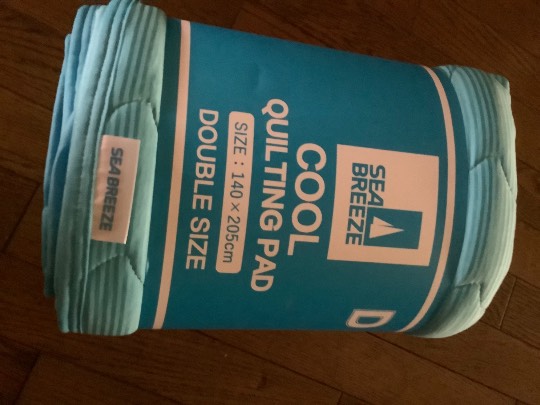 SEA
BREEZE
COOL
QUILTING PAD
SIZE : 140×205cm
DOUBLE SIZE
D
SEA BREEZE